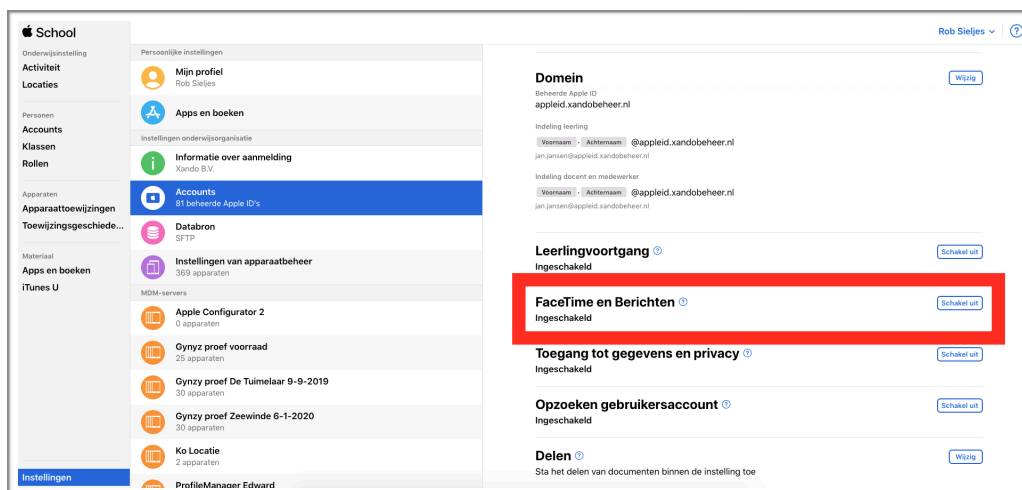 School
Rob Sieljes
Onderwijsinstelling
Activiteit
Locaties
Personen
Accounts
Klassen
Rollen
Apparaten
Apparaattoewijzingen
Toewijzingsgeschiede...
Materiaal
Apps en boeken
iTunes U
Instellingen
Persoonlijke instellingen
Mijn profiel
Rob Sieljes
Apps en boeken
Instellingen onderwijsorganisatie
Informatie over aanmelding
Xando B.V.
Accounts
81 beheerde Apple ID's
Databron
SFTP
Instellingen van apparaatbeheer
369 apparaten
MDM-servers
Apple Configurator 2
0 apparaten
Gynyz proef voorraad
25 apparaten
Gynzy proef De Tuimelaar 9-9-2019
30 apparaten
Gynzy proef Zeewinde 6-1-2020
30 apparaten
Ko Locatie
2 apparaten
ProfileManager Edward
Domein
Wijzig
Beheerde Apple ID
appleid.xandobeheer.nl
Indeling leerling
Voornaam · Achternaam @appleid.xandobeheer.nl
jan.jansen@appleid.xandobeheer.nl
Indeling docent en medewerker
Voornaam · Achternaam @appleid.xandobeheer.nl
jan.jansen@appleid.xandobeheer.nl
Leerlingvoortgang ?
Schakel uit
Ingeschakeld
FaceTime en Berichten ?
Schakel uit
Ingeschakeld
Toegang tot gegevens en privacy ?
Schakel uit
Ingeschakeld
Opzoeken gebruikersaccount ?
Schakel uit
Ingeschakeld
Delen ?
Wijzig
Sta het delen van documenten binnen de instelling toe